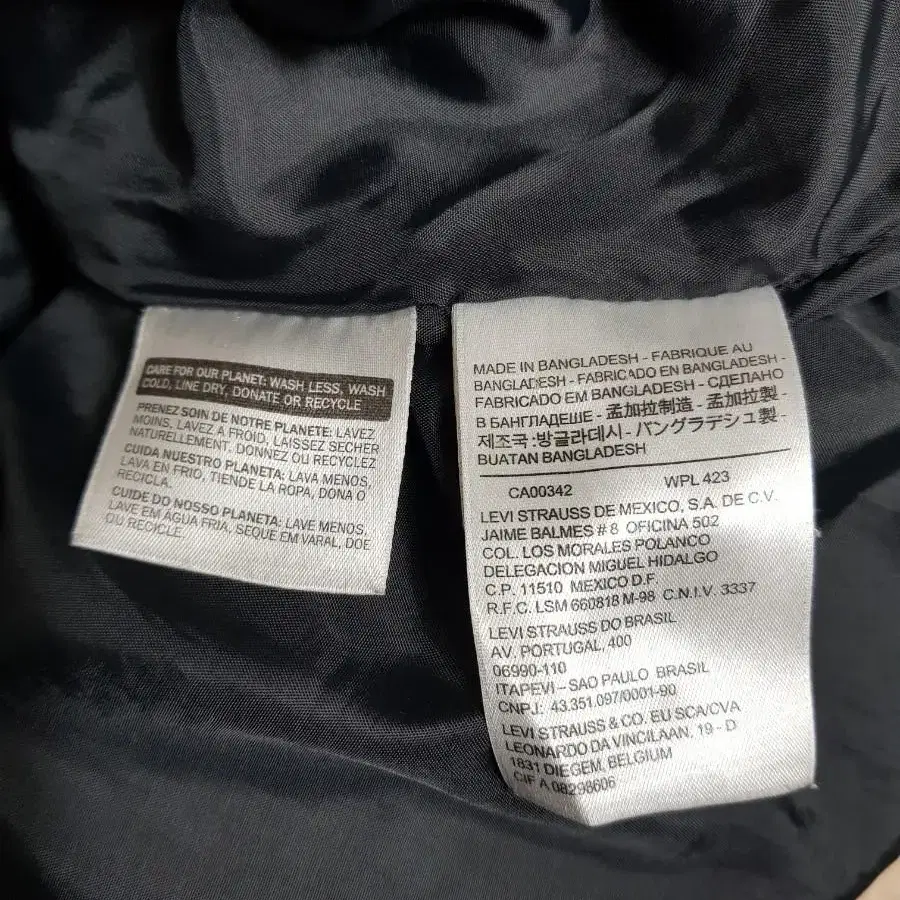 CARE FOR OUR PLANET: WASH LESS, WASH
COLD, LINE DRY, DONATE OR RECYCLE
PRENEZ SOIN DE NOTRE PLANETE: LAVEZ
MOINS, LAVEZ A FROID, LAISSEZ SECHER
NATURELLEMENT, DONNEZ OU RECYCLEZ
CUIDA NUESTRO PLANETA: LAVA MENOS,
LAVA EN FRIO, TIENDE LA ROPA, DONA O
RECICLA.
CUIDE DO NOSSO PLANETA: LAVE MENOS,
LAVE EM AGUA FRIA, SEQUE EM VARAL, DOE
OU RECYCLE.
MADE IN BANGLADESH - FABRIQUE AU
BANGLADESH - FABRICADO EN BANGLADESH -
FABRICADO EM BANGLADESH - СДЕЛАНО
В БАНГЛАДЕШЕ - 孟加拉制造 - 孟加拉製 -
제조국 :방글라데시 - バングラデシュ製 -
BUATAN BANGLADESH
CA00342 WPL 423
LEVI STRAUSS DE MEXICO, S.A. DE C.V.
JAIME BALMES # 8 OFICINA 502
COL. LOS MORALES POLANCO
DELEGACION MIGUEL HIDALGO
C.P. 11510 MEXICO D.F.
R.F.C. LSM 660818 M-98 C.N.I.V. 3337
LEVI STRAUSS DO BRASIL
AV. PORTUGAL, 400
06990-110
ITAPEVI – SAO PAULO BRASIL
CNPJ: 43.351.097/0001-90
LEVI STRAUSS & CO. EU SCA/CVA
LEONARDO DA VINCILAAN, 19 - D
1831 DIEGEM, BELGIUM
CIF A 08298606